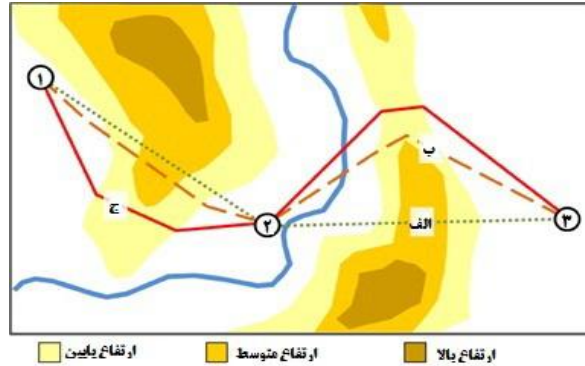 ۱
ب
ج
۲
الف
۳
ارتفاع پایین
ارتفاع متوسط
ارتفاع بالا